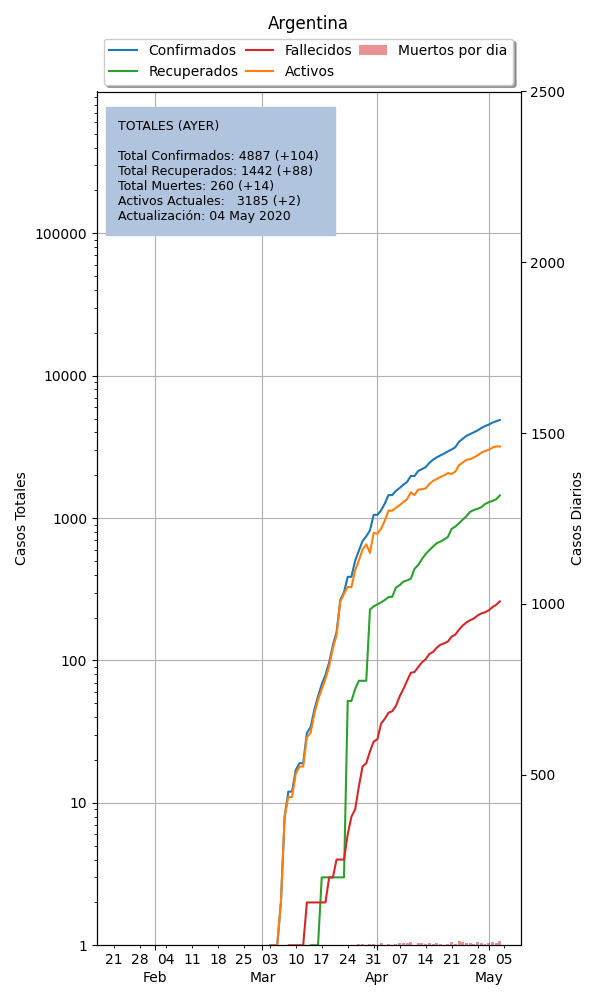 Argentina
Confirmados Fallecidos Muertos por dia
Recuperados Activos
TOTALES (AYER)
Total Confirmados: 4887 (+104)
Total Recuperados: 1442 (+88)
Total Muertes: 260 (+14)
Activos Actuales: 3185 (+2)
Actualización: 04 May 2020
Casos Totales
100000
10000
1000
100
10
1
2500
2000
1500
1000
500
Casos Diarios
21 28 04 11 18 25 03 10 17 24 31 07 14 21 28 05
Feb Mar Apr May